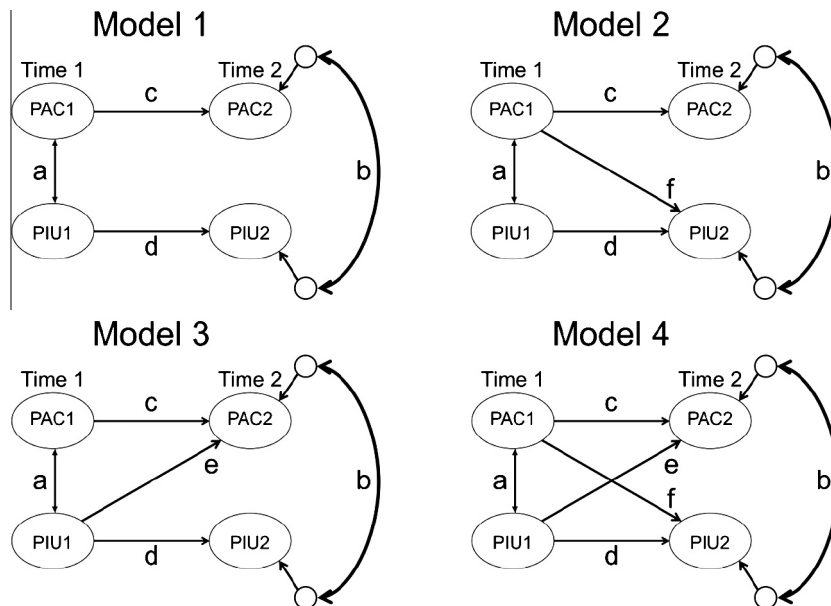 Model 1
Time 1
Time 2
PAC1
c
PAC2
a
b
PIU1
d
PIU2
Model 2
Time 1
Time 2
PAC1
c
PAC2
a
f
b
PIU1
d
PIU2
Model 3
Time 1
Time 2
PAC1
c
PAC2
a
e
b
PIU1
d
PIU2
Model 4
Time 1
Time 2
PAC1
c
PAC2
a
e
f
b
PIU1
d
PIU2